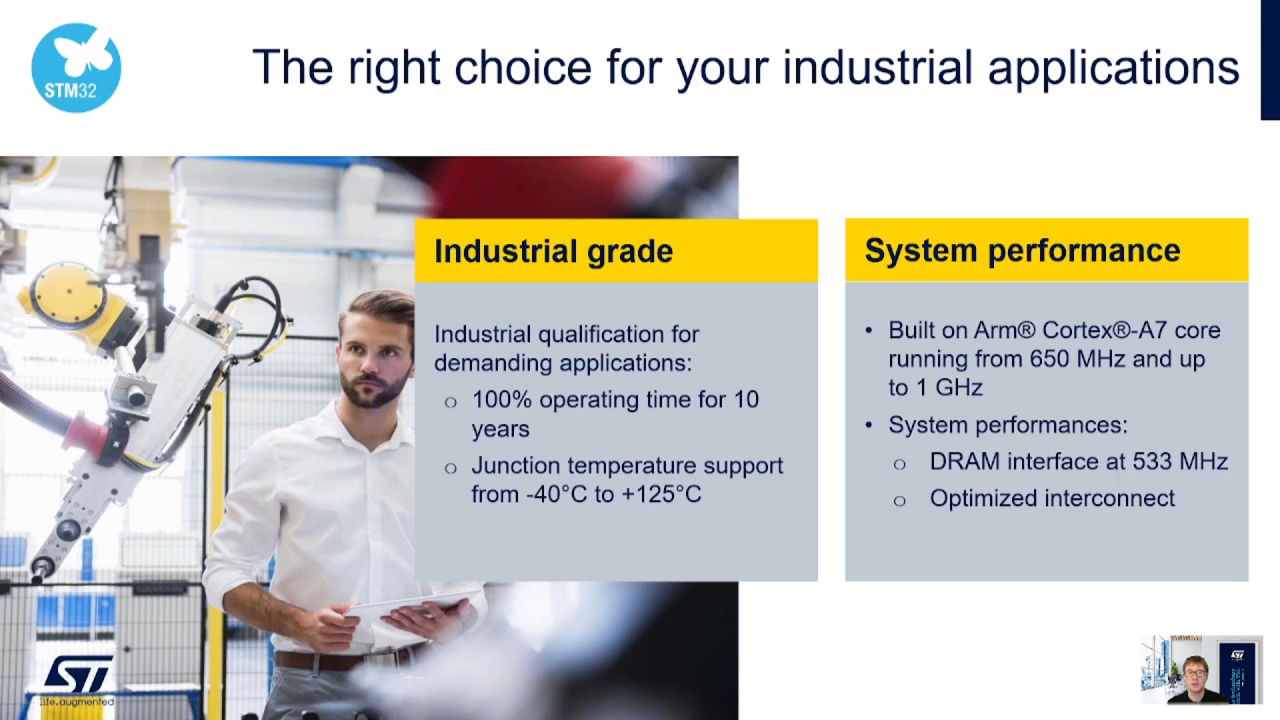 STM32
The right choice for your industrial applications
Industrial grade
Industrial qualification for
demanding applications:
o 100% operating time for 10
years
o Junction temperature support
from -40°C to +125°C
System performance
• Built on Arm® Cortex®-A7 core
running from 650 MHz and up
to 1 GHz
• System performances:
o DRAM interface at 533 MHz
o Optimized interconnect
ST
life.augmented